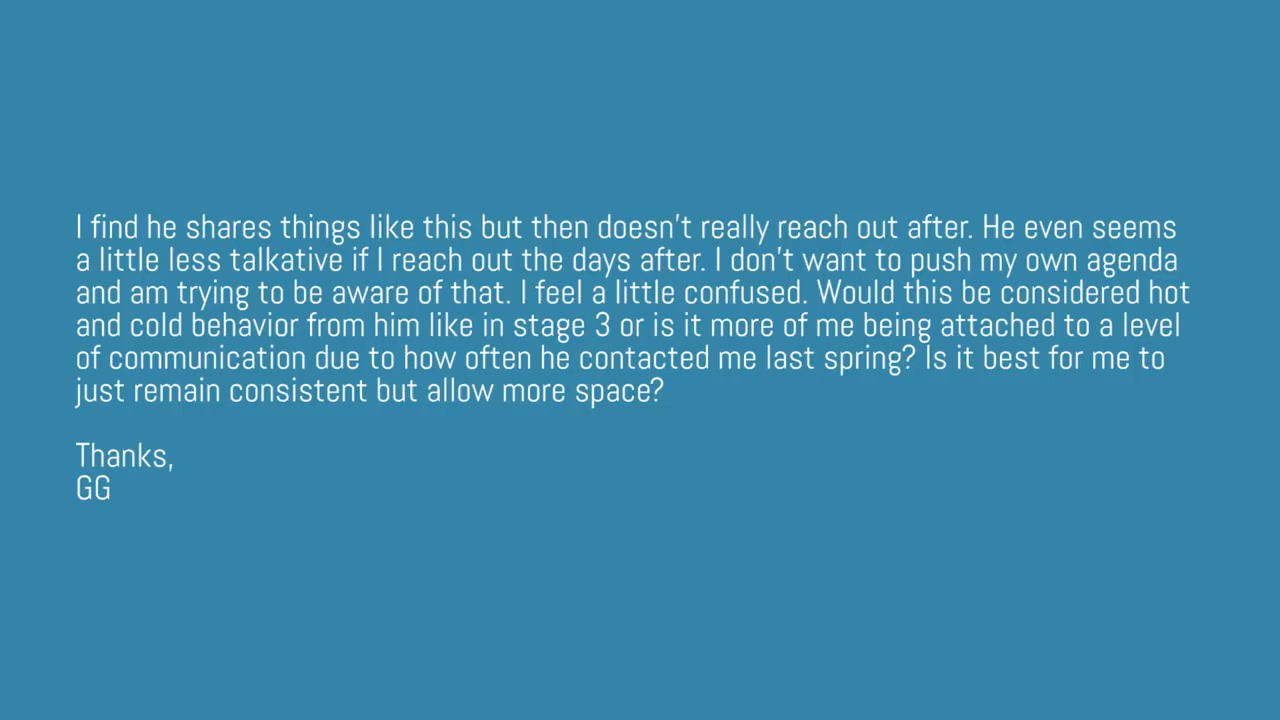 I find he shares things like this but then doesn't really reach out after. He even seems
a little less talkative if I reach out the days after. I don't want to push my own agenda
and am trying to be aware of that. I feel a little confused. Would this be considered hot
and cold behavior from him like in stage 3 or is it more of me being attached to a level
of communication due to how often he contacted me last spring? Is it best for me to
just remain consistent but allow more space?
Thanks,
GG